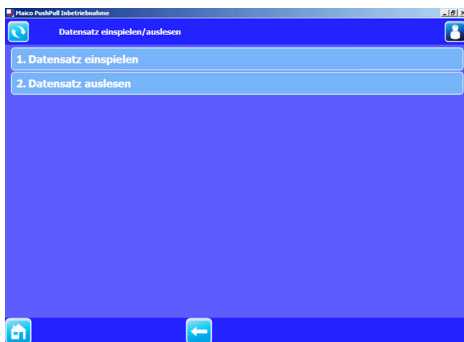 Maico PushPull Inbetriebnahme
Datensatz einspielen/auslesen
1. Datensatz einspielen
2. Datensatz auslesen